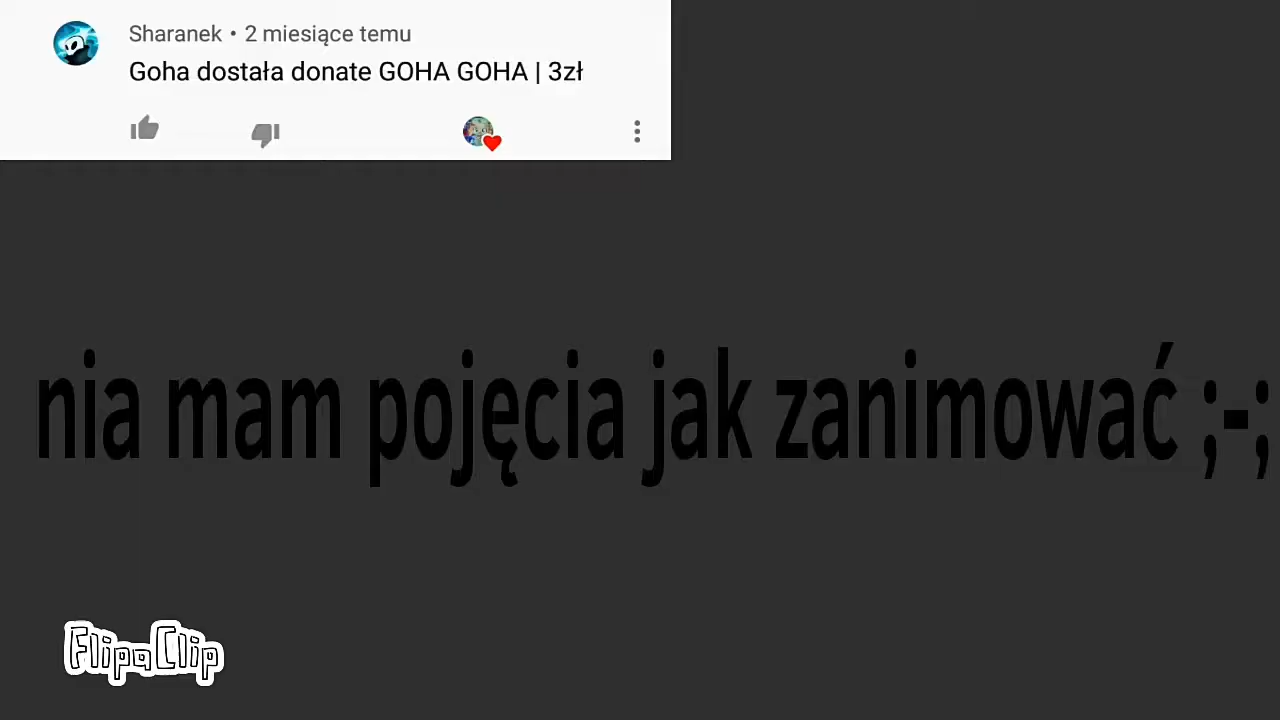 Sharanek • 2 miesiące temu
Goha dostała donate GOHA GOHA | 3zł
nia mam pojęcia jak zanimować ;-;
FlipaClip